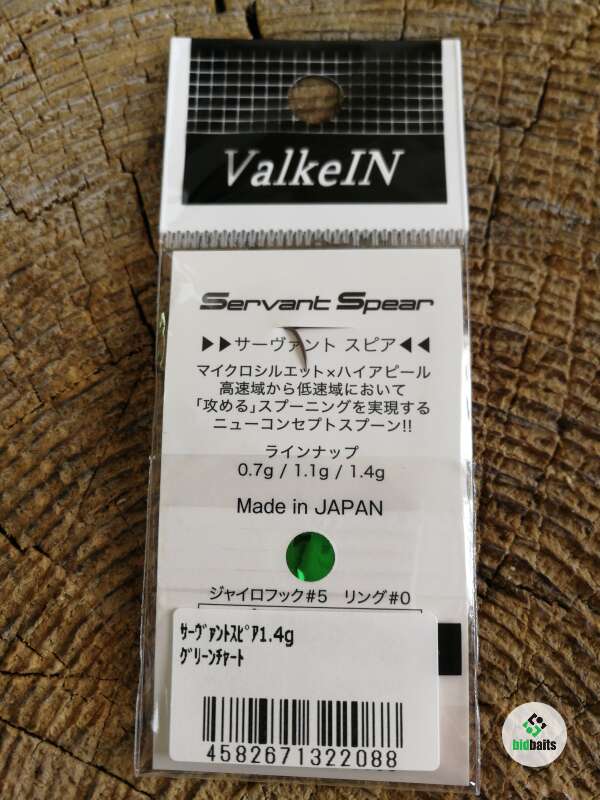 ValkeIN
Servant Spear
▶▶サーヴァント スピア◀◀
マイクロシルエット×ハイアピール
高速域から低速域において
「攻める」スプーニングを実現する
ニューコンセプトスプーン!!
ラインナップ
0.7g / 1.1g / 1.4g
Made in JAPAN
ジャイロフック#5 リング#0
ｻｰｳﾞｧﾝﾄｽﾋﾟｱ1.4g
ｸﾞﾘｰﾝﾁｬｰﾄ
4582671322088
bidbaits